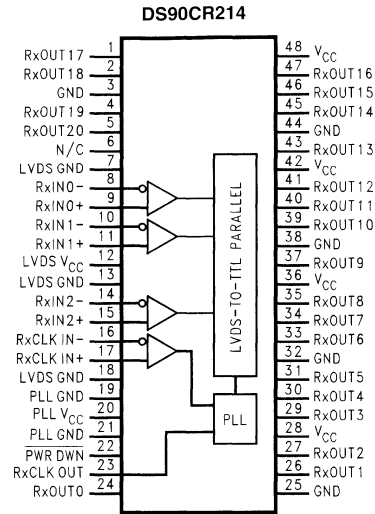 DS90CR214
RxOUT17 1
RxOUT18 2
GND 3
RxOUT19 4
RxOUT20 5
N/C 6
LVDS GND 7
RxIN0- 8
RxIN0+ 9
RxIN1- 10
RxIN1+ 11
LVDS VCC 12
LVDS GND 13
RxIN2- 14
RxIN2+ 15
RxCLK IN- 16
RxCLK IN+ 17
LVDS GND 18
PLL GND 19
PLL VCC 20
PLL GND 21
PWR DWN 22
RxCLK OUT 23
RxOUT0 24
LVDS-TO-TTL PARALLEL
PLL
48 VCC
47 RxOUT16
46 RxOUT15
45 RxOUT14
44 GND
43 RxOUT13
42 VCC
41 RxOUT12
40 RxOUT11
39 RxOUT10
38 GND
37 RxOUT9
36 VCC
35 RxOUT8
34 RxOUT7
33 RxOUT6
32 GND
31 RxOUT5
30 RxOUT4
29 RxOUT3
28 VCC
27 RxOUT2
26 RxOUT1
25 GND